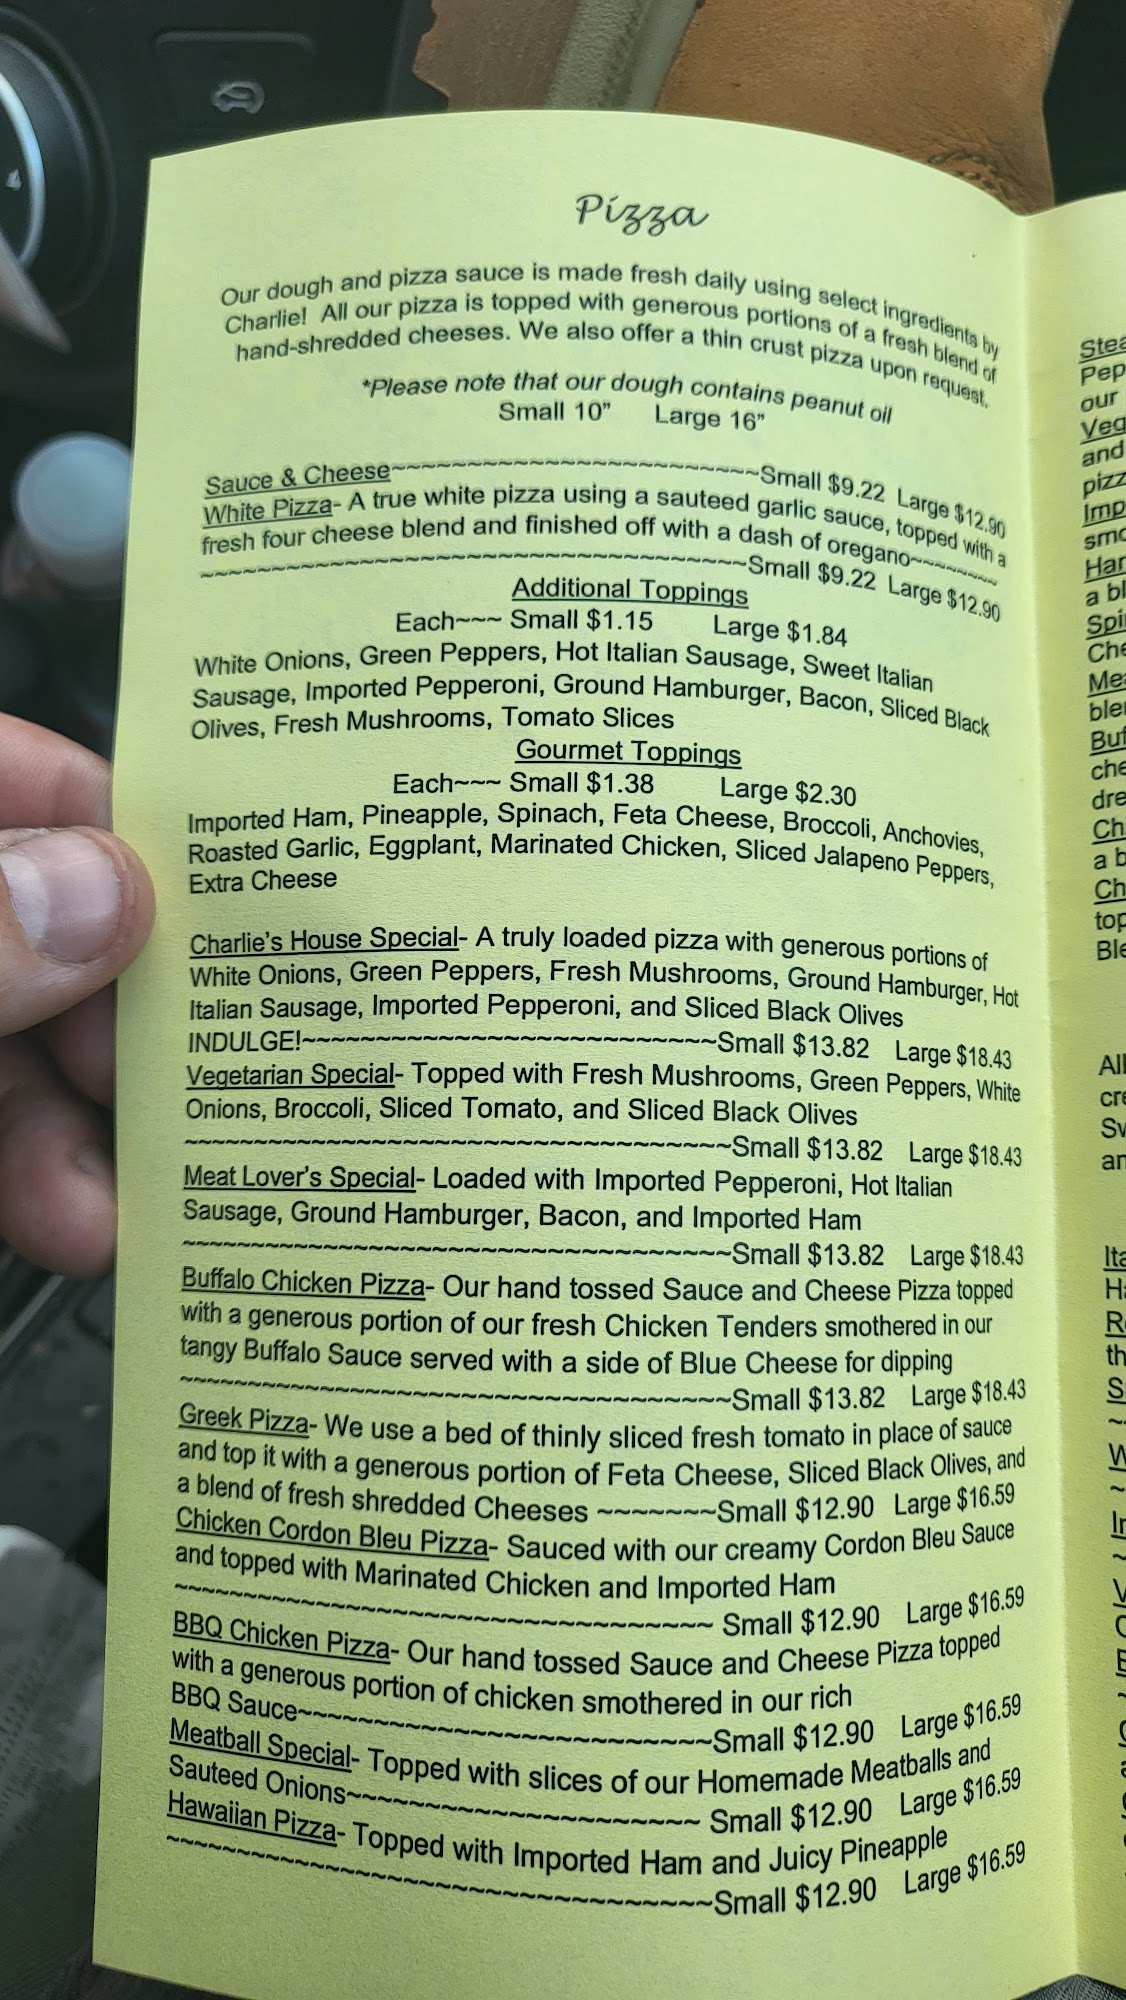 Pizza
Our dough and pizza sauce is made fresh daily using select ingredients by
Charlie! All our pizza is topped with generous portions of a fresh blend of
hand-shredded cheeses. We also offer a thin crust pizza upon request.
*Please note that our dough contains peanut oil
Small 10" Large 16"
Sauce & Cheese~~~~~~~~~~~~~~~~~~~~~~~~~Small $9.22 Large $12.90
White Pizza- A true white pizza using a sauteed garlic sauce, topped with a
fresh four cheese blend and finished off with a dash of oregano~~~~~~~~
~~~~~~~~~~~~~~~~~~~~~~~~~~~~~~~~~~~~~Small $9.22 Large $12.90
Additional Toppings
Each~~~ Small $1.15 Large $1.84
White Onions, Green Peppers, Hot Italian Sausage, Sweet Italian
Sausage, Imported Pepperoni, Ground Hamburger, Bacon, Sliced Black
Olives, Fresh Mushrooms, Tomato Slices
Gourmet Toppings
Each~~~ Small $1.38 Large $2.30
Imported Ham, Pineapple, Spinach, Feta Cheese, Broccoli, Anchovies,
Roasted Garlic, Eggplant, Marinated Chicken, Sliced Jalapeno Peppers,
Extra Cheese
Charlie's House Special- A truly loaded pizza with generous portions of
White Onions, Green Peppers, Fresh Mushrooms, Ground Hamburger, Hot
Italian Sausage, Imported Pepperoni, and Sliced Black Olives
INDULGE!~~~~~~~~~~~~~~~~~~~~~~~~~~~Small $13.82 Large $18.43
Vegetarian Special- Topped with Fresh Mushrooms, Green Peppers, White
Onions, Broccoli, Sliced Tomato, and Sliced Black Olives
~~~~~~~~~~~~~~~~~~~~~~~~~~~~~~~~~~~Small $13.82 Large $18.43
Meat Lover's Special- Loaded with Imported Pepperoni, Hot Italian
Sausage, Ground Hamburger, Bacon, and Imported Ham
~~~~~~~~~~~~~~~~~~~~~~~~~~~~~~~~~~~Small $13.82 Large $18.43
Buffalo Chicken Pizza- Our hand tossed Sauce and Cheese Pizza topped
with a generous portion of our fresh Chicken Tenders smothered in our
tangy Buffalo Sauce served with a side of Blue Cheese for dipping
~~~~~~~~~~~~~~~~~~~~~~~~~~~~~~~~~~~Small $13.82 Large $18.43
Greek Pizza- We use a bed of thinly sliced fresh tomato in place of sauce
and top it with a generous portion of Feta Cheese, Sliced Black Olives, and
a blend of fresh shredded Cheeses ~~~~~~~Small $12.90 Large $16.59
Chicken Cordon Bleu Pizza- Sauced with our creamy Cordon Bleu Sauce
and topped with Marinated Chicken and Imported Ham
~~~~~~~~~~~~~~~~~~~~~~~~~~~~~~~~~~ Small $12.90 Large $16.59
BBQ Chicken Pizza- Our hand tossed Sauce and Cheese Pizza topped
with a generous portion of chicken smothered in our rich
BBQ Sauce~~~~~~~~~~~~~~~~~~~~~~~~~~Small $12.90 Large $16.59
Meatball Special- Topped with slices of our Homemade Meatballs and
Sauteed Onions~~~~~~~~~~~~~~~~~~~~~~ Small $12.90 Large $16.59
Hawaiian Pizza- Topped with Imported Ham and Juicy Pineapple
~~~~~~~~~~~~~~~~~~~~~~~~~~~~~~~~~~~Small $12.90 Large $16.59
our
and
a bl